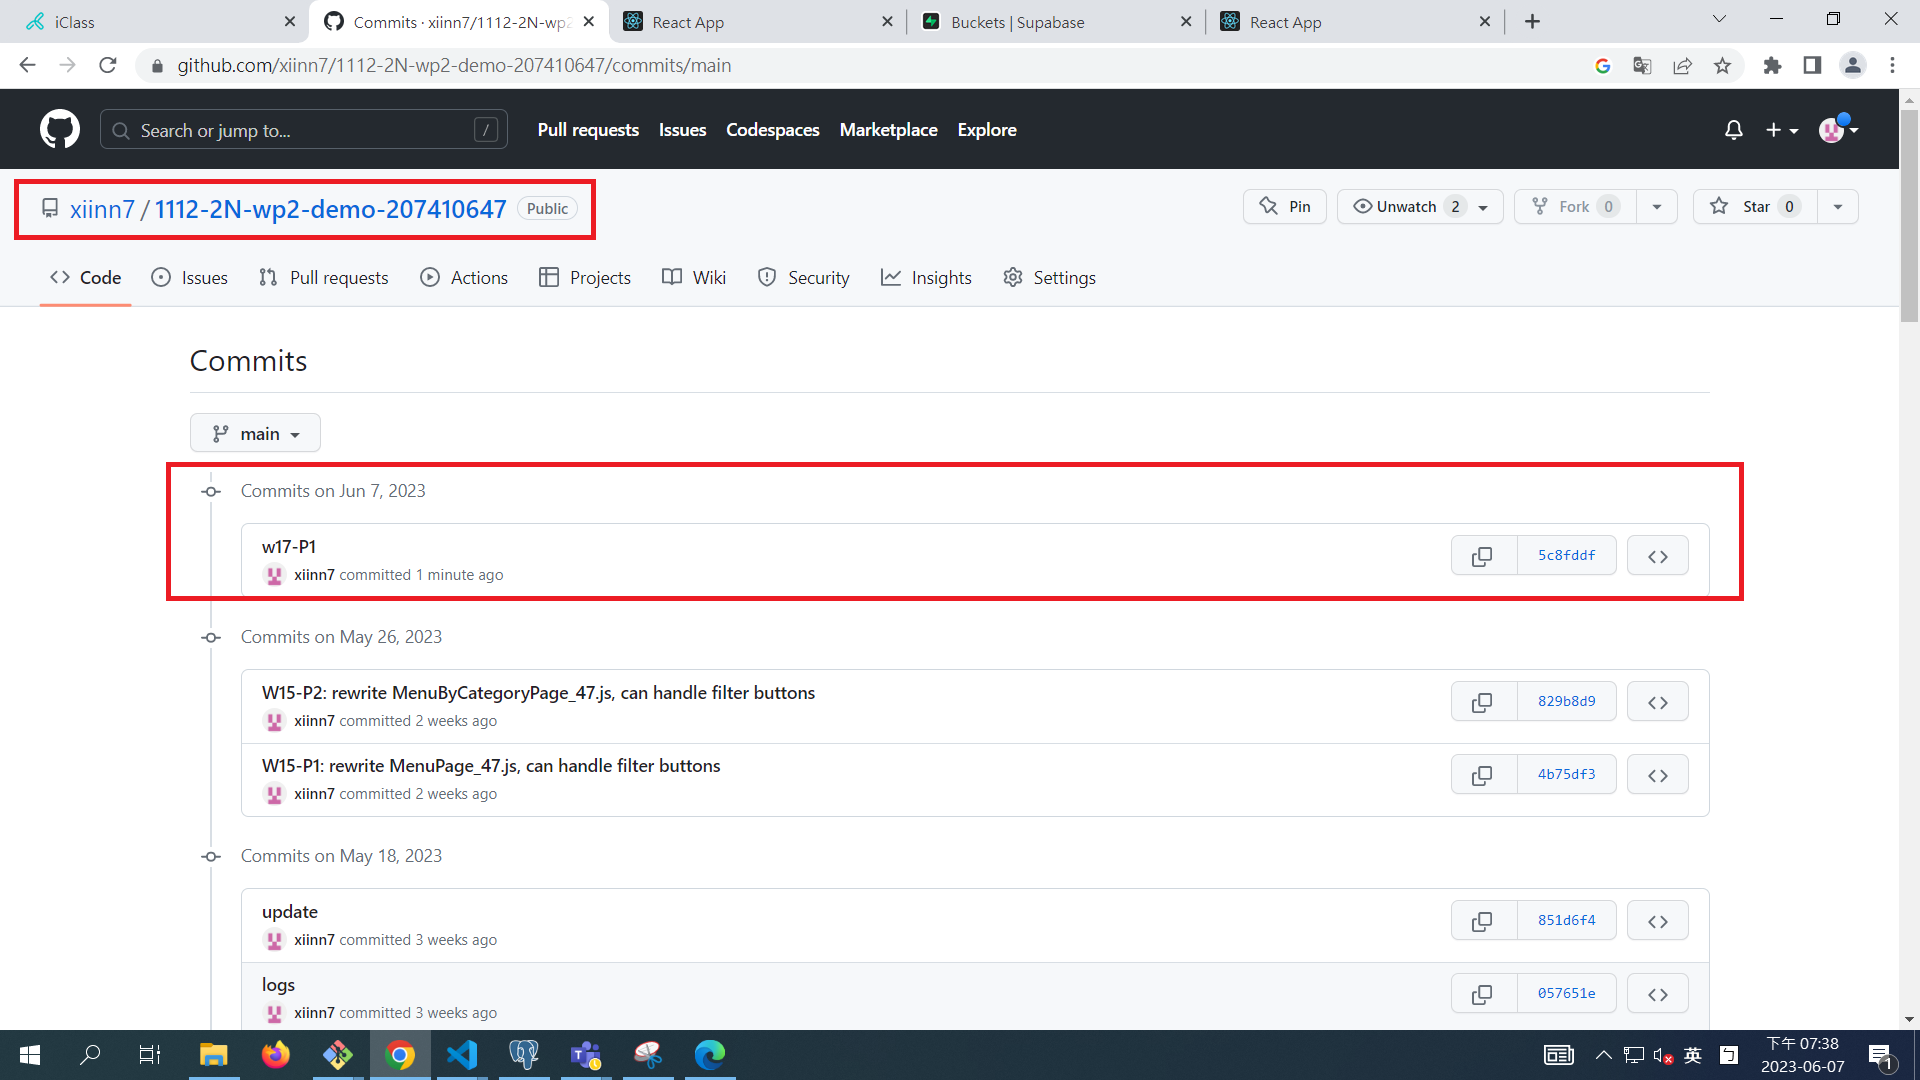 iClass
Commits · xiinn7/1112-2N-wp2
React App
Buckets | Supabase
React App
github.com/xiinn7/1112-2N-wp2-demo-207410647/commits/main
Search or jump to...
/
Pull requests
Issues
Codespaces
Marketplace
Explore
xiinn7 / 1112-2N-wp2-demo-207410647
Public
Pin
Unwatch 2
Fork 0
Star 0
Code
Issues
Pull requests
Actions
Projects
Wiki
Security
Insights
Settings
Commits
main
Commits on Jun 7, 2023
w17-P1
5c8fddf
xiinn7 committed 1 minute ago
Commits on May 26, 2023
W15-P2: rewrite MenuByCategoryPage_47.js, can handle filter buttons
829b8d9
xiinn7 committed 2 weeks ago
W15-P1: rewrite MenuPage_47.js, can handle filter buttons
4b75df3
xiinn7 committed 2 weeks ago
Commits on May 18, 2023
update
851d6f4
xiinn7 committed 3 weeks ago
logs
057651e
xiinn7 committed 3 weeks ago
英
下午 07:38
2023-06-07
1